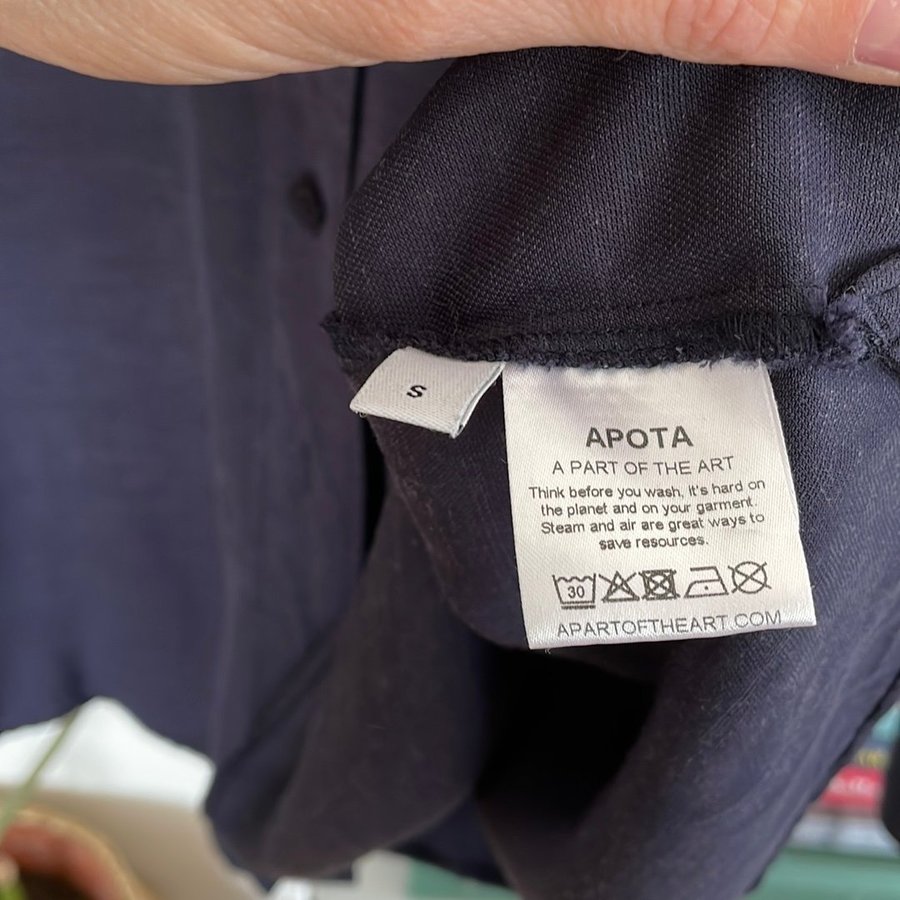 S
APOTA
A PART OF THE ART
Think before you wash, it's hard on
the planet and on your garment.
Steam and air are great ways to
save resources.
30
APARTOFTHEART.COM